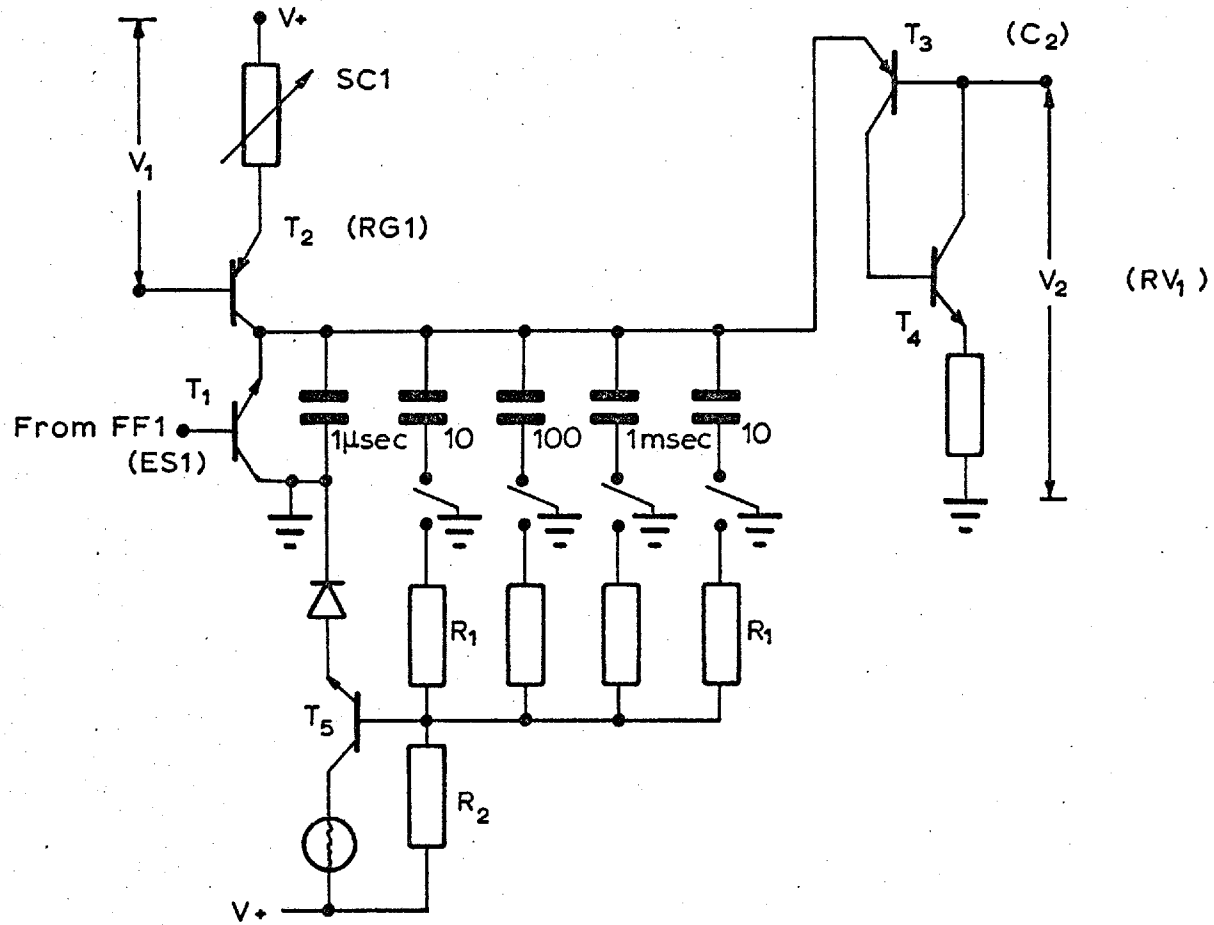 V+
T3
(C2)
SC1
V1
T2 (RG1)
V2
(RV1)
T4
T1
From FF1
(ES1)
1µsec
10
100
1msec
10
R1
R1
T5
R2
V+